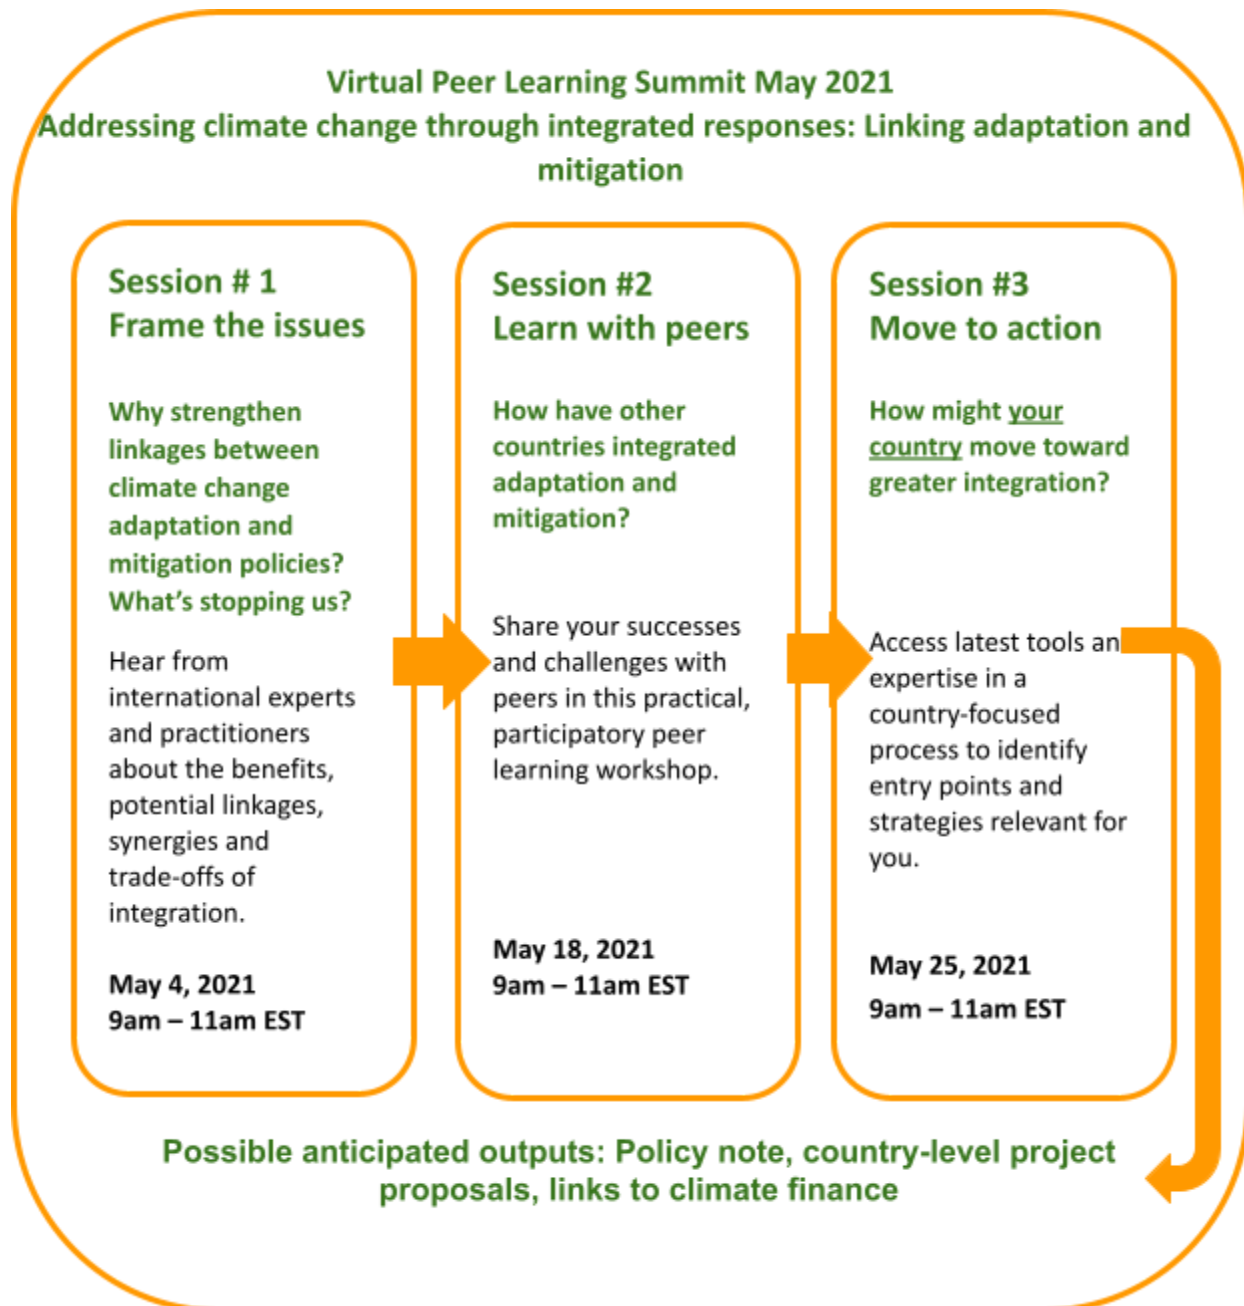 Virtual Peer Learning Summit May 2021
Addressing climate change through integrated responses: Linking adaptation and
mitigation
Session # 1
Frame the issues
Why strengthen
linkages between
climate change
adaptation and
mitigation policies?
What's stopping us?
Hear from
international experts
and practitioners
about the benefits,
potential linkages,
synergies and
trade-offs of
integration.
May 4, 2021
9am – 11am EST
Session #2
Learn with peers
How have other
countries integrated
adaptation and
mitigation?
Share your successes
and challenges with
peers in this practical,
participatory peer
learning workshop.
May 18, 2021
9am – 11am EST
Session #3
Move to action
How might your
country move toward
greater integration?
Access latest tools an
expertise in a
country-focused
process to identify
entry points and
strategies relevant for
you.
May 25, 2021
9am – 11am EST
Possible anticipated outputs: Policy note, country-level project
proposals, links to climate finance